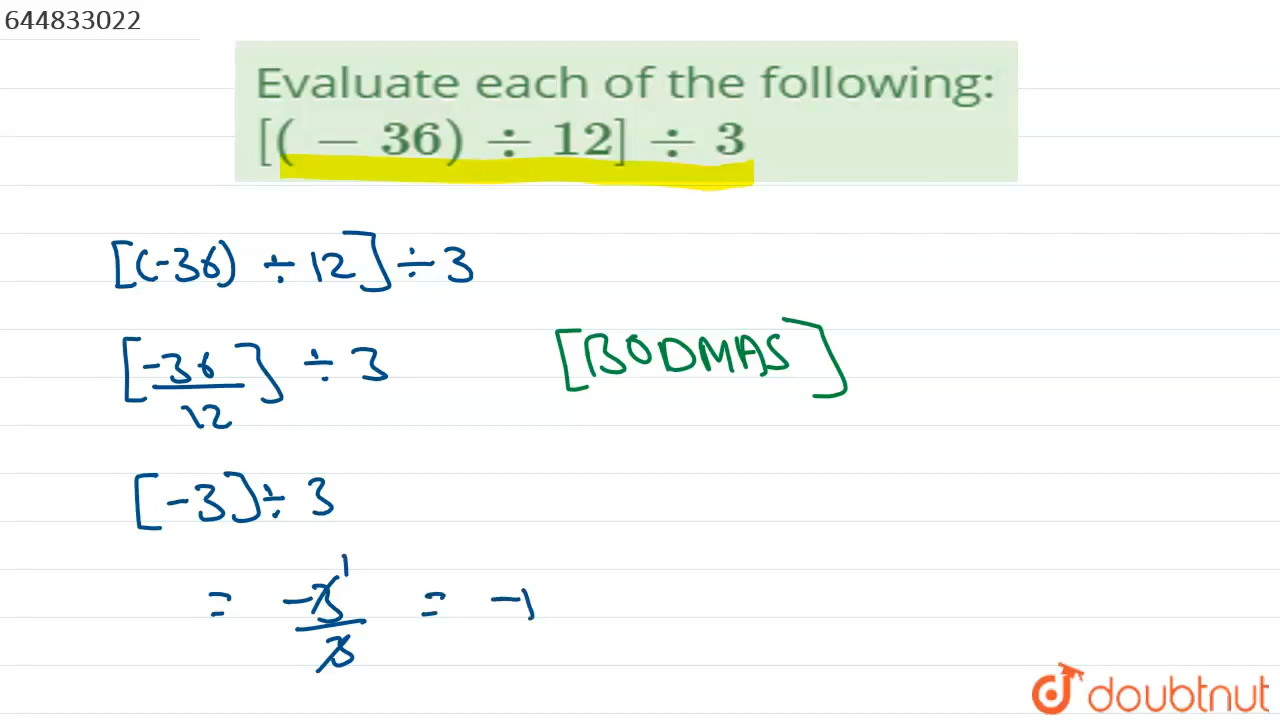 644833022
Evaluate each of the following:
[( − 36) ÷ 12] ÷ 3
[(-36) ÷ 12] ÷ 3
[-36/12] ÷ 3
[BODMAS]
[-3] ÷ 3
= -3/3 1 = -1
doubtnut